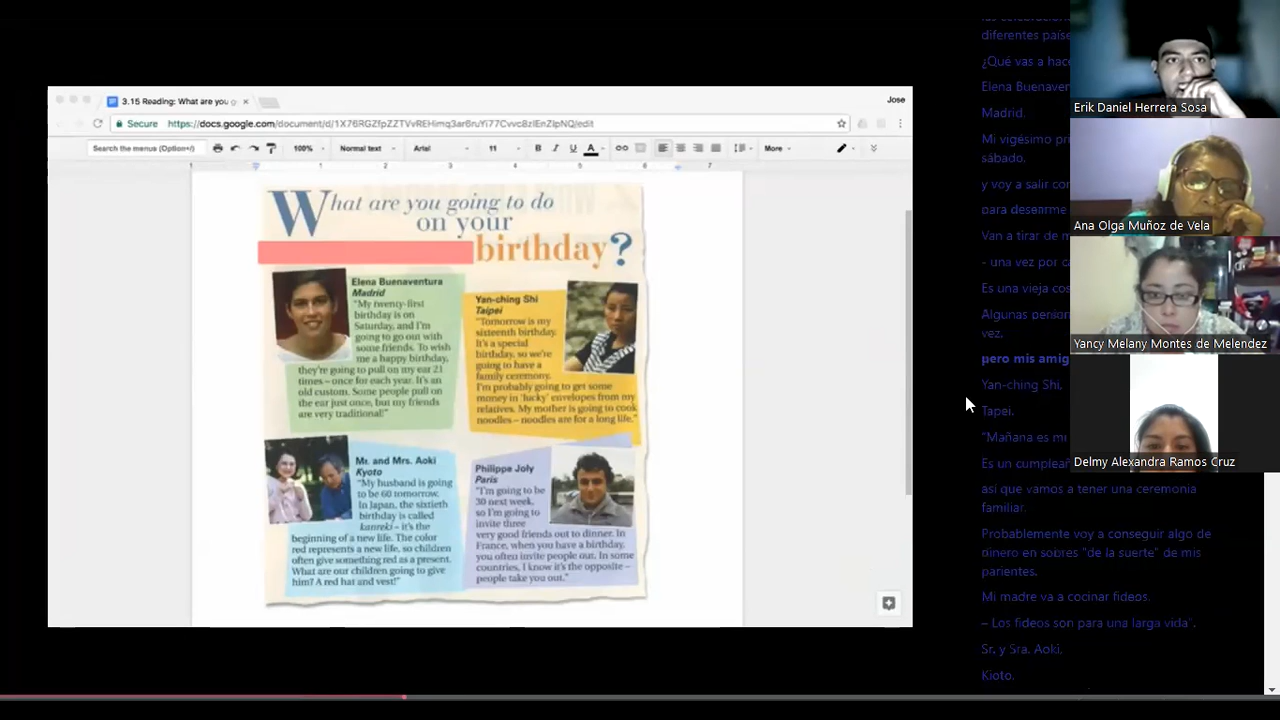 diferentes paíse
¿Qué vas a hace
Elena Buenaven
Madrid.
Mi vigésimo pri
sábado,
y voy a salir con
para desearme
Van a tirar de m
- una vez por ca
Es una vieja cos
Algunas person
vez,
pero mis amig
Yan-ching Shi,
Tapei.
"Mañana es mi
Es un cumpleañ
así que vamos a tener una ceremonia
familiar.
Probablemente voy a conseguir algo de
dinero en sobres "de la suerte" de mis
parientes.
Mi madre va a cocinar fideos.
– Los fideos son para una larga vida".
Sr. y Sra. Aoki,
Kioto.
Erik Daniel Herrera Sosa
Ana Olga Muñoz de Vela
Yancy Melany Montes de Melendez
Delmy Alexandra Ramos Cruz
3.15 Reading: What are you g
Jose
Secure
Search the menus (Option+/)
100%
Normal text
Arial
11
B I U A
More
1 1 2 3 4 5 6 7
What are you going to do
on your
birthday?
Elena Buenaventura
Madrid
"My twenty-first
birthday is on
Saturday, and I'm
going to go out with
some friends. To wish
me a happy birthday,
they're going to pull on my ear 21
times – once for each year. It's an
old custom. Some people pull on
the ear just once, but my friends
are very traditional!"
Yan-ching Shi
Taipei
"Tomorrow is my
sixteenth birthday.
It's a special
birthday, so we're
going to have a
family ceremony.
I'm probably going to get some
money in 'lucky' envelopes from my
relatives. My mother is going to cook
noodles – noodles are for a long life."
Mr. and Mrs. Aoki
Kyoto
"My husband is going
to be 60 tomorrow.
In Japan, the sixtieth
birthday is called
kanreki – it's the
beginning of a new life. The color
red represents a new life, so children
often give something red as a present.
What are our children going to give
him? A red hat and vest!"
Philippe Joly
Paris
"I'm going to be
30 next week,
so I'm going to
invite three
very good friends out to dinner. In
France, when you have a birthday,
you often invite people out. In some
countries, I know it's the opposite –
people take you out."